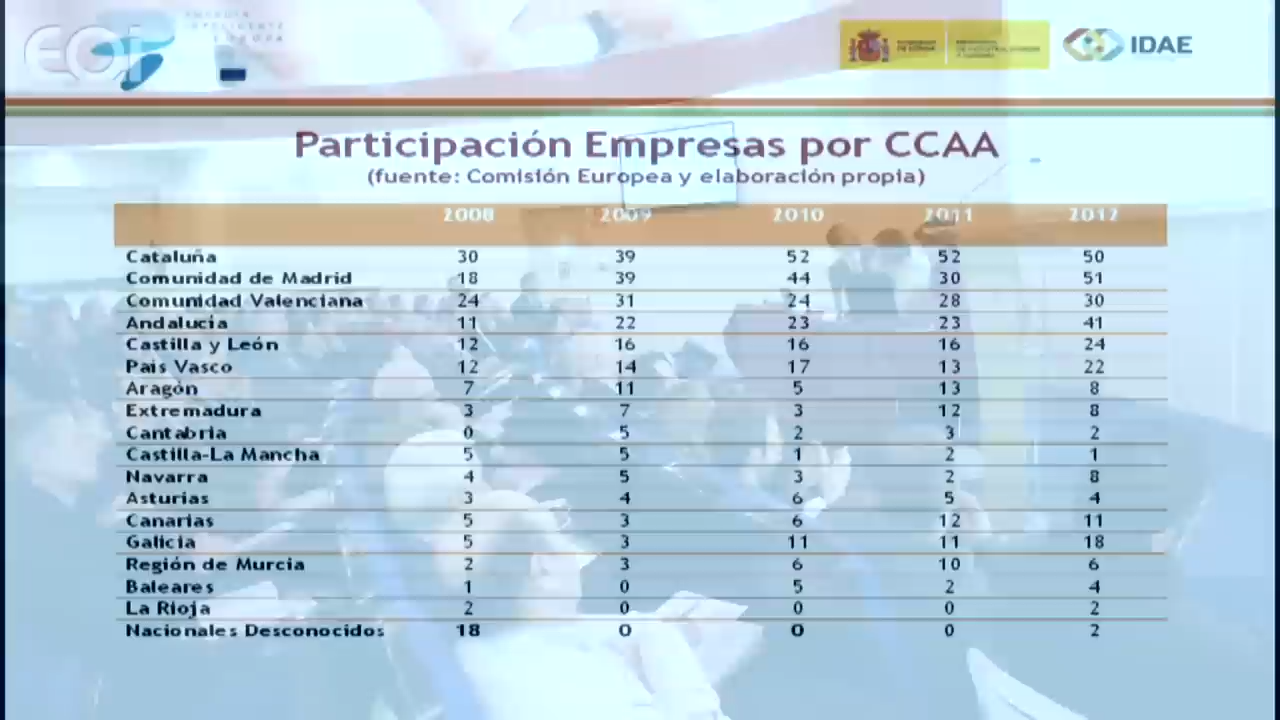 EOI
IDAE
Participación Empresas por CCAA
(fuente: Comisión Europea y elaboración propia)
2008 2009 2010 2011 2012
Cataluña 30 39 52 52 50
Comunidad de Madrid 18 39 44 30 51
Comunidad Valenciana 24 31 24 28 30
Andalucía 11 22 23 23 41
Castilla y León 12 16 16 16 24
País Vasco 12 14 17 13 22
Aragón 7 11 5 13 8
Extremadura 3 7 3 12 8
Cantabria 0 5 2 3 2
Castilla-La Mancha 5 5 1 2 1
Navarra 4 5 3 2 8
Asturias 3 4 6 5 4
Canarias 5 3 6 12 11
Galicia 5 3 11 11 18
Región de Murcia 2 3 6 10 6
Baleares 1 0 5 2 4
La Rioja 2 0 0 0 2
Nacionales Desconocidos 18 0 0 0 2